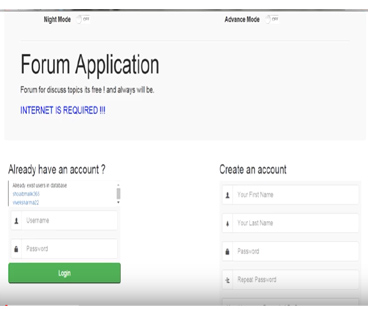 Night Mode OFF
Advance Mode OFF
Forum Application
Forum for discuss topics its free ! and always will be.
INTERNET IS REQUIRED !!!
Already have an account ?
Already exist users in database
Username
Password
Login
Create an account
Your First Name
Your Last Name
Password
Repeat Password